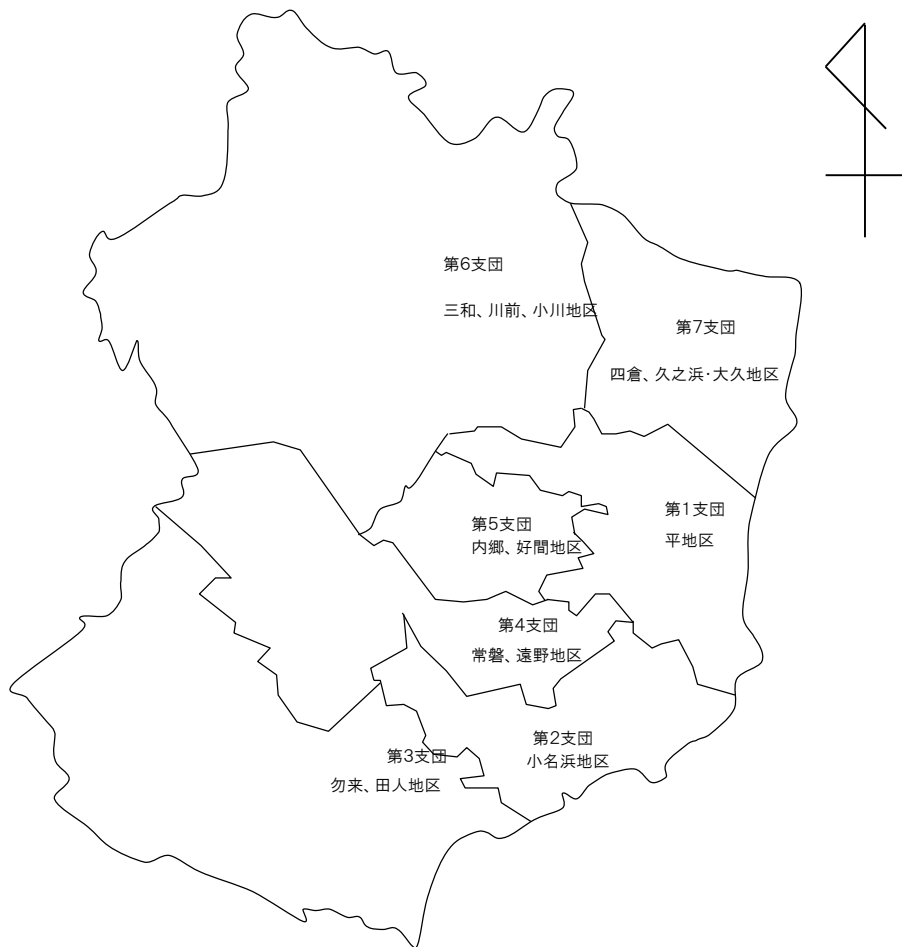 第6支団
三和、川前、小川地区
第7支団
四倉、久之浜・大久地区
第1支団
平地区
第5支団
内郷、好間地区
第4支団
常磐、遠野地区
第2支団
小名浜地区
第3支団
勿来、田人地区